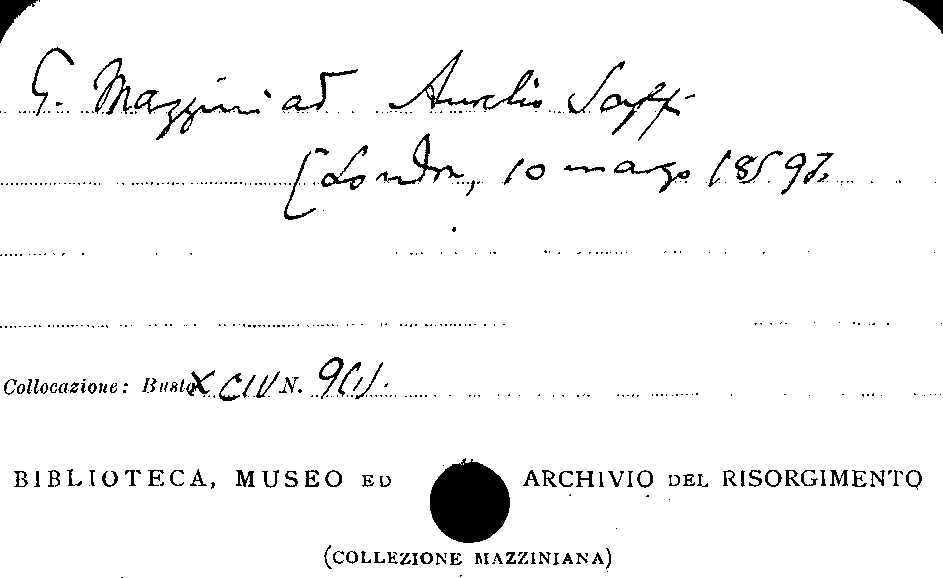 G. Mazzini ad Aurelio Saffi
[Londra, 10 marzo 1859].
Collocazione: Busta XCIV N. 9(1).
BIBLIOTECA, MUSEO ED ARCHIVIO DEL RISORGIMENTO
(COLLEZIONE MAZZINIANA)